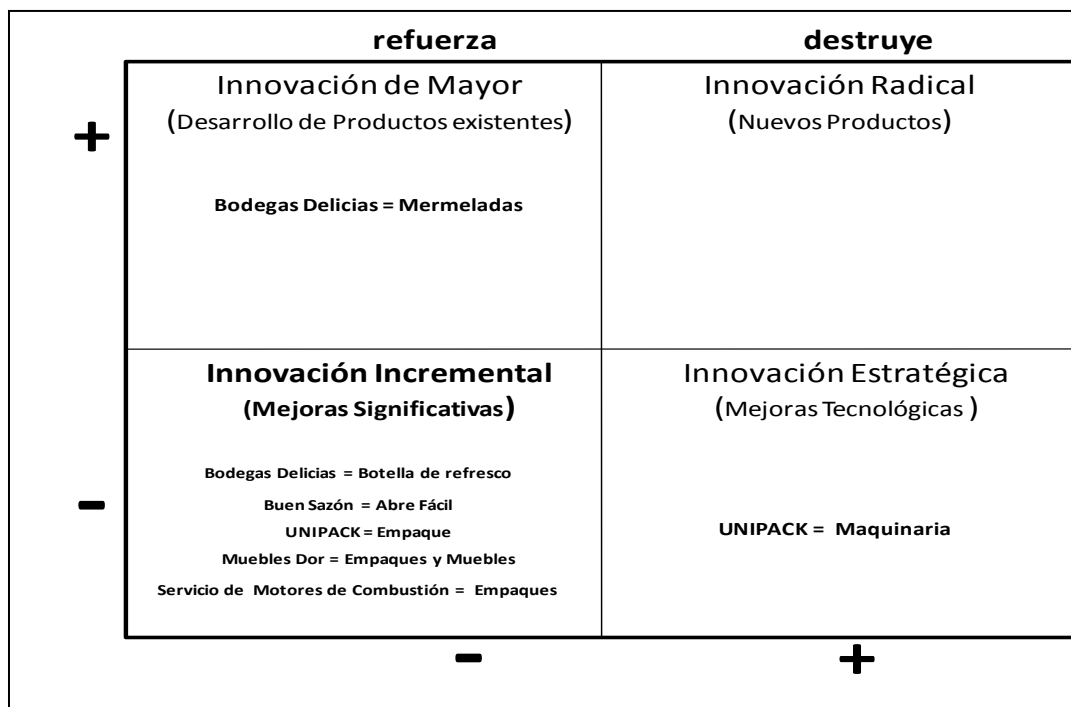 refuerza
destruye
Innovación de Mayor
(Desarrollo de Productos existentes)
Bodegas Delicias = Mermeladas
Innovación Radical
(Nuevos Productos)
+
Innovación Incremental
(Mejoras Significativas)
Bodegas Delicias = Botella de refresco
Buen Sazón = Abre Fácil
UNIPACK = Empaque
Muebles Dor = Empaques y Muebles
Servicio de Motores de Combustión = Empaques
Innovación Estratégica
(Mejoras Tecnológicas )
UNIPACK = Maquinaria
-
- +